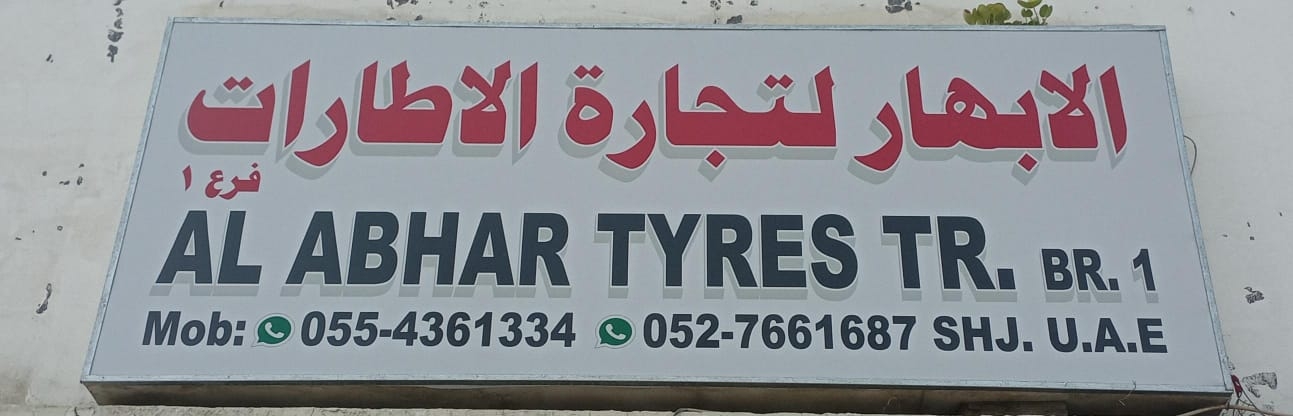 الابهار لتجارة الاطارات
فرع ١
AL ABHAR TYRES TR. BR. 1
Mob: 055-4361334 052-7661687 SHJ. U.A.E